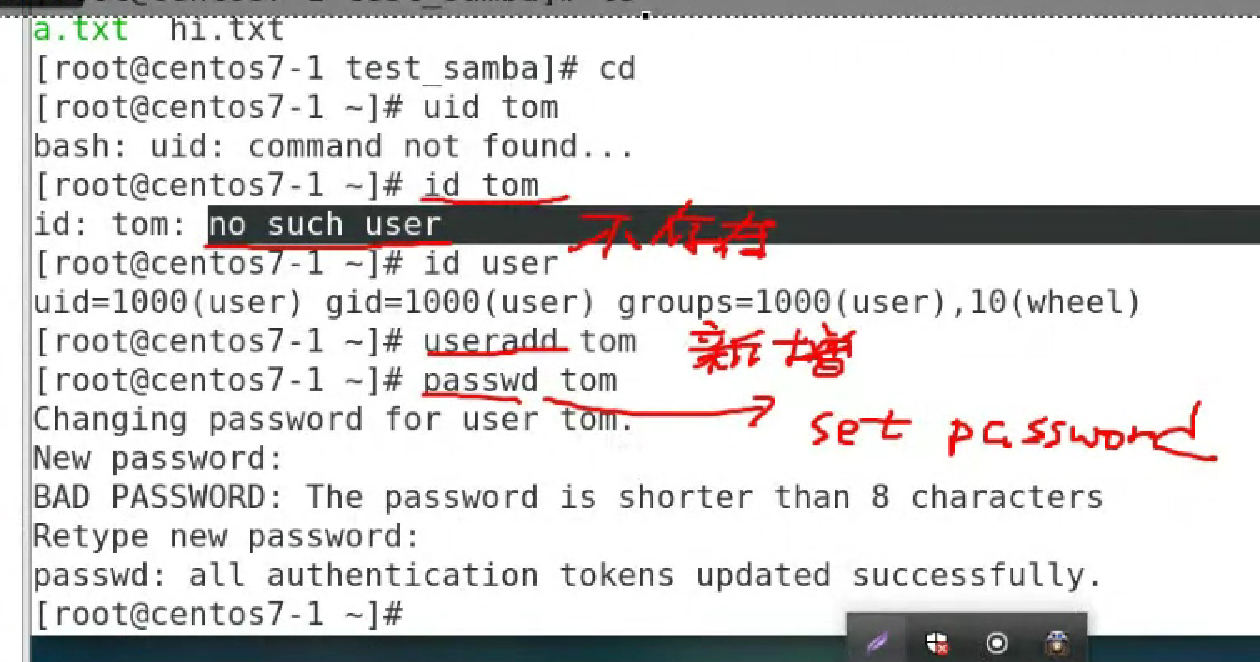 a.txt  hi.txt
[root@centos7-1 test_samba]# cd
[root@centos7-1 ~]# uid tom
bash: uid: command not found...
[root@centos7-1 ~]# id tom
id: tom: no such user 不存在
[root@centos7-1 ~]# id user
uid=1000(user) gid=1000(user) groups=1000(user),10(wheel)
[root@centos7-1 ~]# useradd tom 新增
[root@centos7-1 ~]# passwd tom
Changing password for user tom. set password
New password:
BAD PASSWORD: The password is shorter than 8 characters
Retype new password:
passwd: all authentication tokens updated successfully.
[root@centos7-1 ~]#